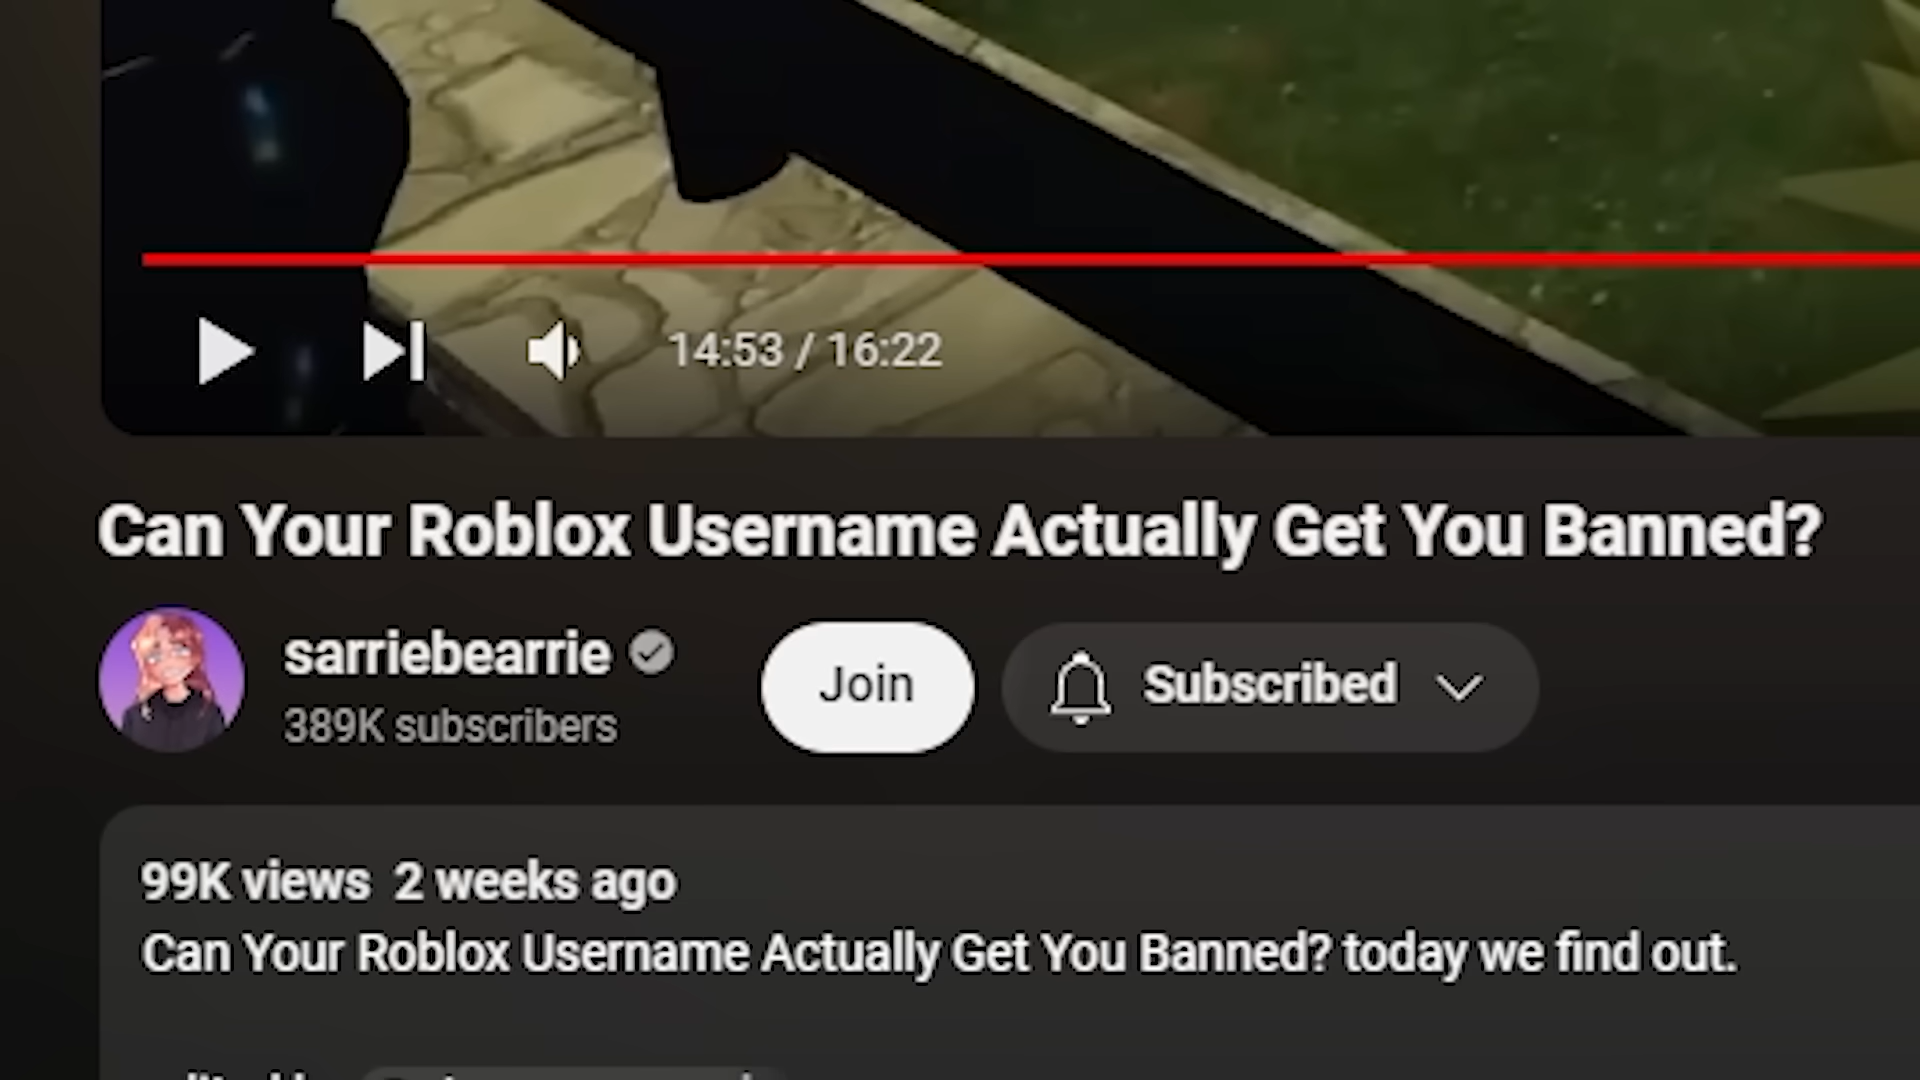 14:53 / 16:22
Can Your Roblox Username Actually Get You Banned?
sarriebearrie
389K subscribers
Join
Subscribed
99K views 2 weeks ago
Can Your Roblox Username Actually Get You Banned? today we find out.